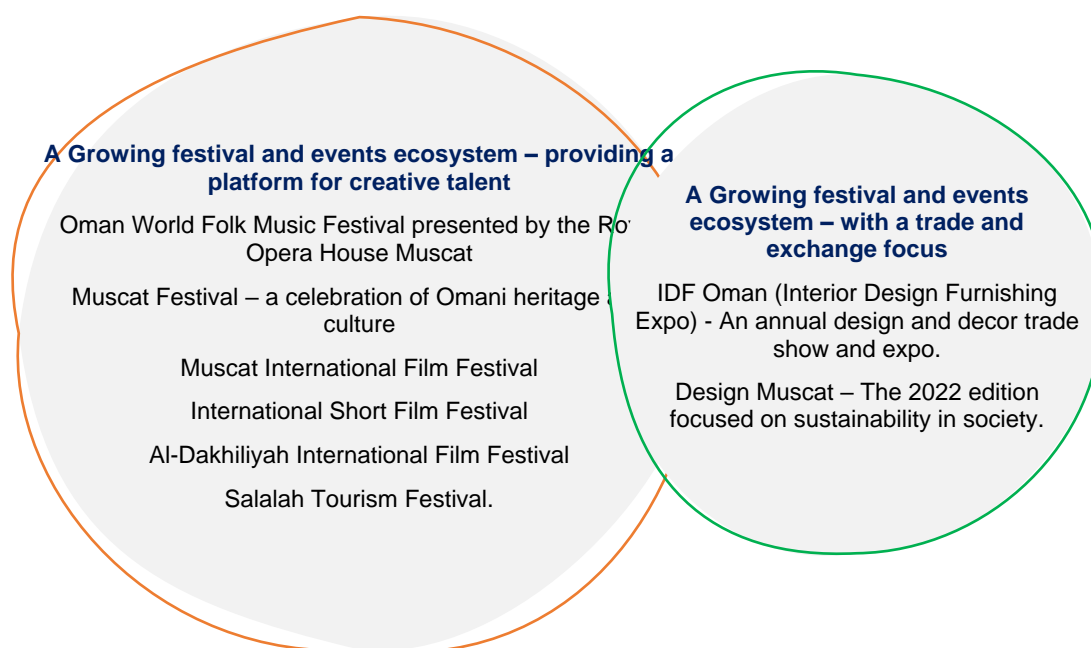 A Growing festival and events ecosystem – providing a
platform for creative talent
Oman World Folk Music Festival presented by the Ro
Opera House Muscat
Muscat Festival – a celebration of Omani heritage a
culture
Muscat International Film Festival
International Short Film Festival
Al-Dakhiliyah International Film Festival
Salalah Tourism Festival.
A Growing festival and events
ecosystem – with a trade and
exchange focus
IDF Oman (Interior Design Furnishing
Expo) - An annual design and decor trade
show and expo.
Design Muscat – The 2022 edition
focused on sustainability in society.